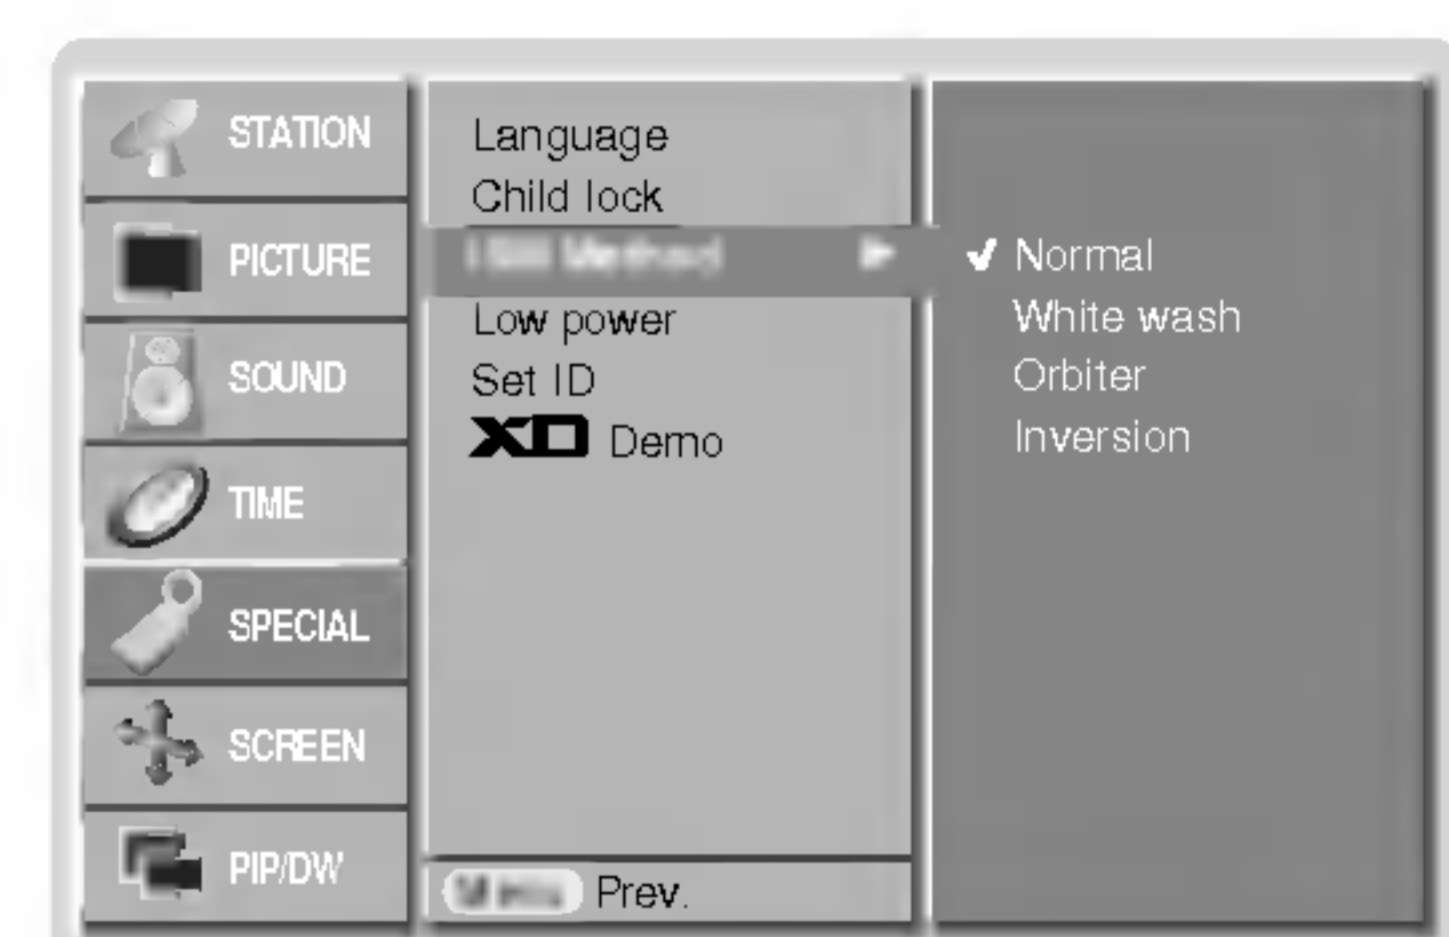 STATION
PICTURE
SOUND
TIME
SPECIAL
SCREEN
PIP/DW
Language
Child lock
Method
Low power
Set ID
XD Demo
Prev.
✔ Normal
White wash
Orbiter
Inversion